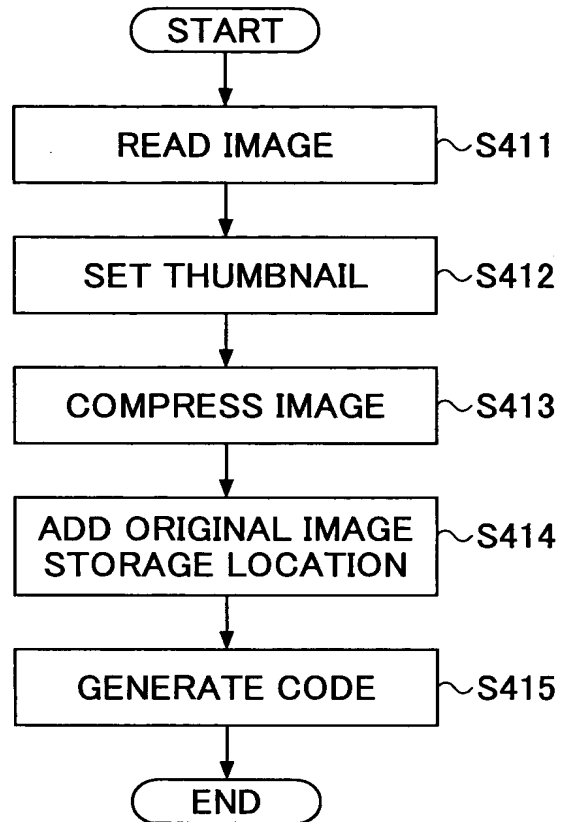 START
READ IMAGE
S411
SET THUMBNAIL
S412
COMPRESS IMAGE
S413
ADD ORIGINAL IMAGE
STORAGE LOCATION
S414
GENERATE CODE
S415
END